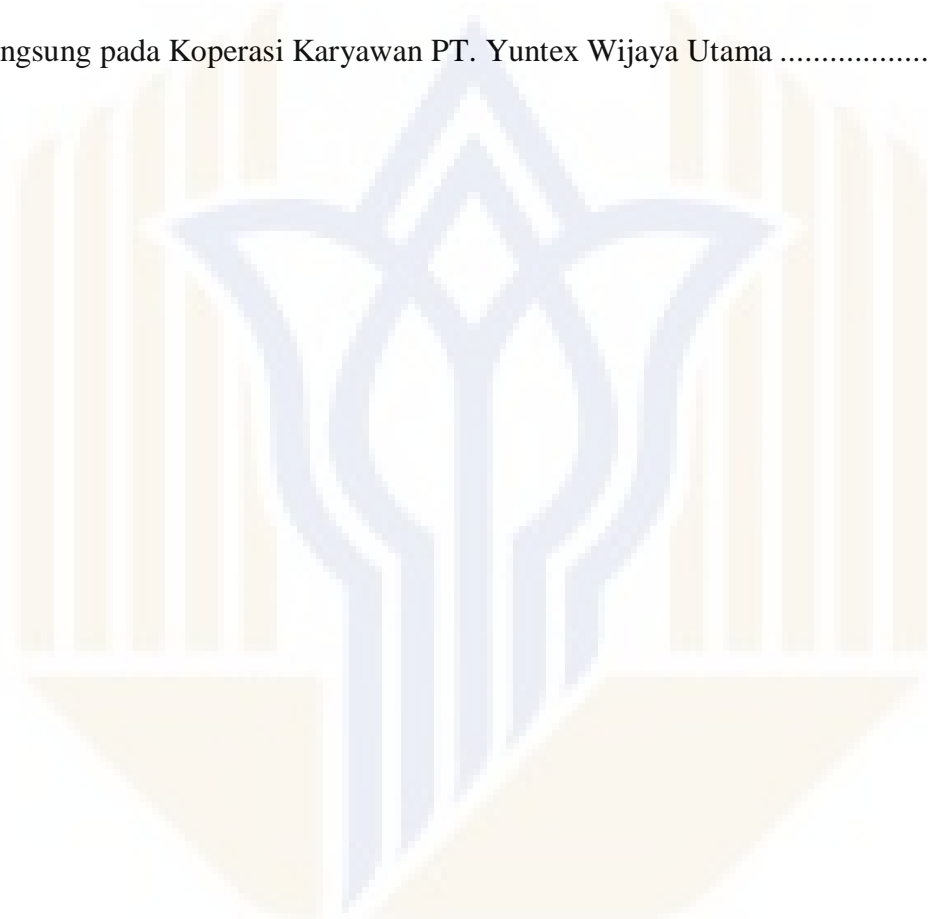 ngsung pada Koperasi Karyawan PT. Yuntex Wijaya Utama ..................